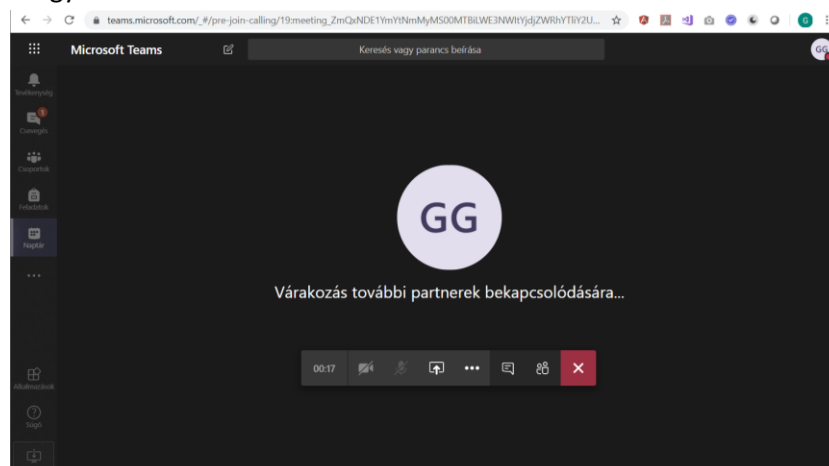 teams.microsoft.com/_#/pre-join-calling/19:meeting_ZmQxNDE1YmYtNmMyMS00MTBiLWE3NWItYjdjZWRhYTliY2U...
G
Microsoft Teams
Keresés vagy parancs beírása
GG
Tevékenység
1
Csevegés
Csoportok
Feladatok
Naptár
GG
Várakozás további partnerek bekapcsolódására...
00:17
Alkalmazások
Súgó